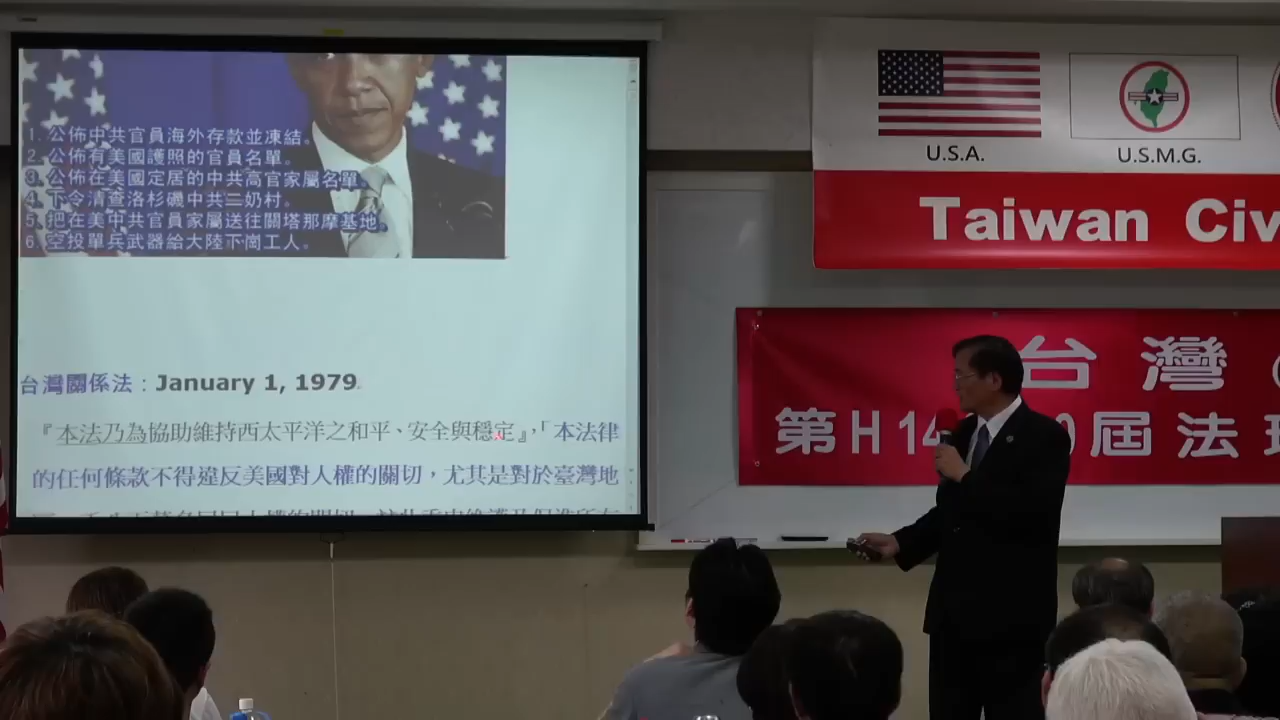 1. 公佈中共官員海外存款並凍結。
2. 公佈有美國護照的官員名單。
3. 公佈在美國定居的中共高官家屬名單。
4. 下令清查洛杉磯中共二奶村。
5. 把在美中共官員家屬送往關塔那摩基地。
6. 空投單兵武器給大陸下崗工人。
台灣關係法：January 1, 1979
『本法乃為協助維持西太平洋之和平、安全與穩定』，「本法律
的任何條款不得違反美國對人權的關切，尤其是對於臺灣地
U.S.A.
U.S.M.G.
Taiwan Civ
台灣
第H14 0屆法